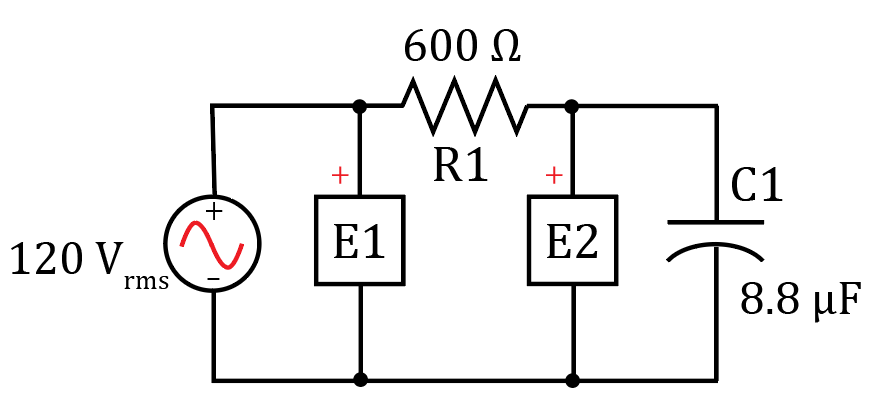 600 Ω
R1
+
+
C1
+
E1
E2
120 Vrms
−
8.8 µF